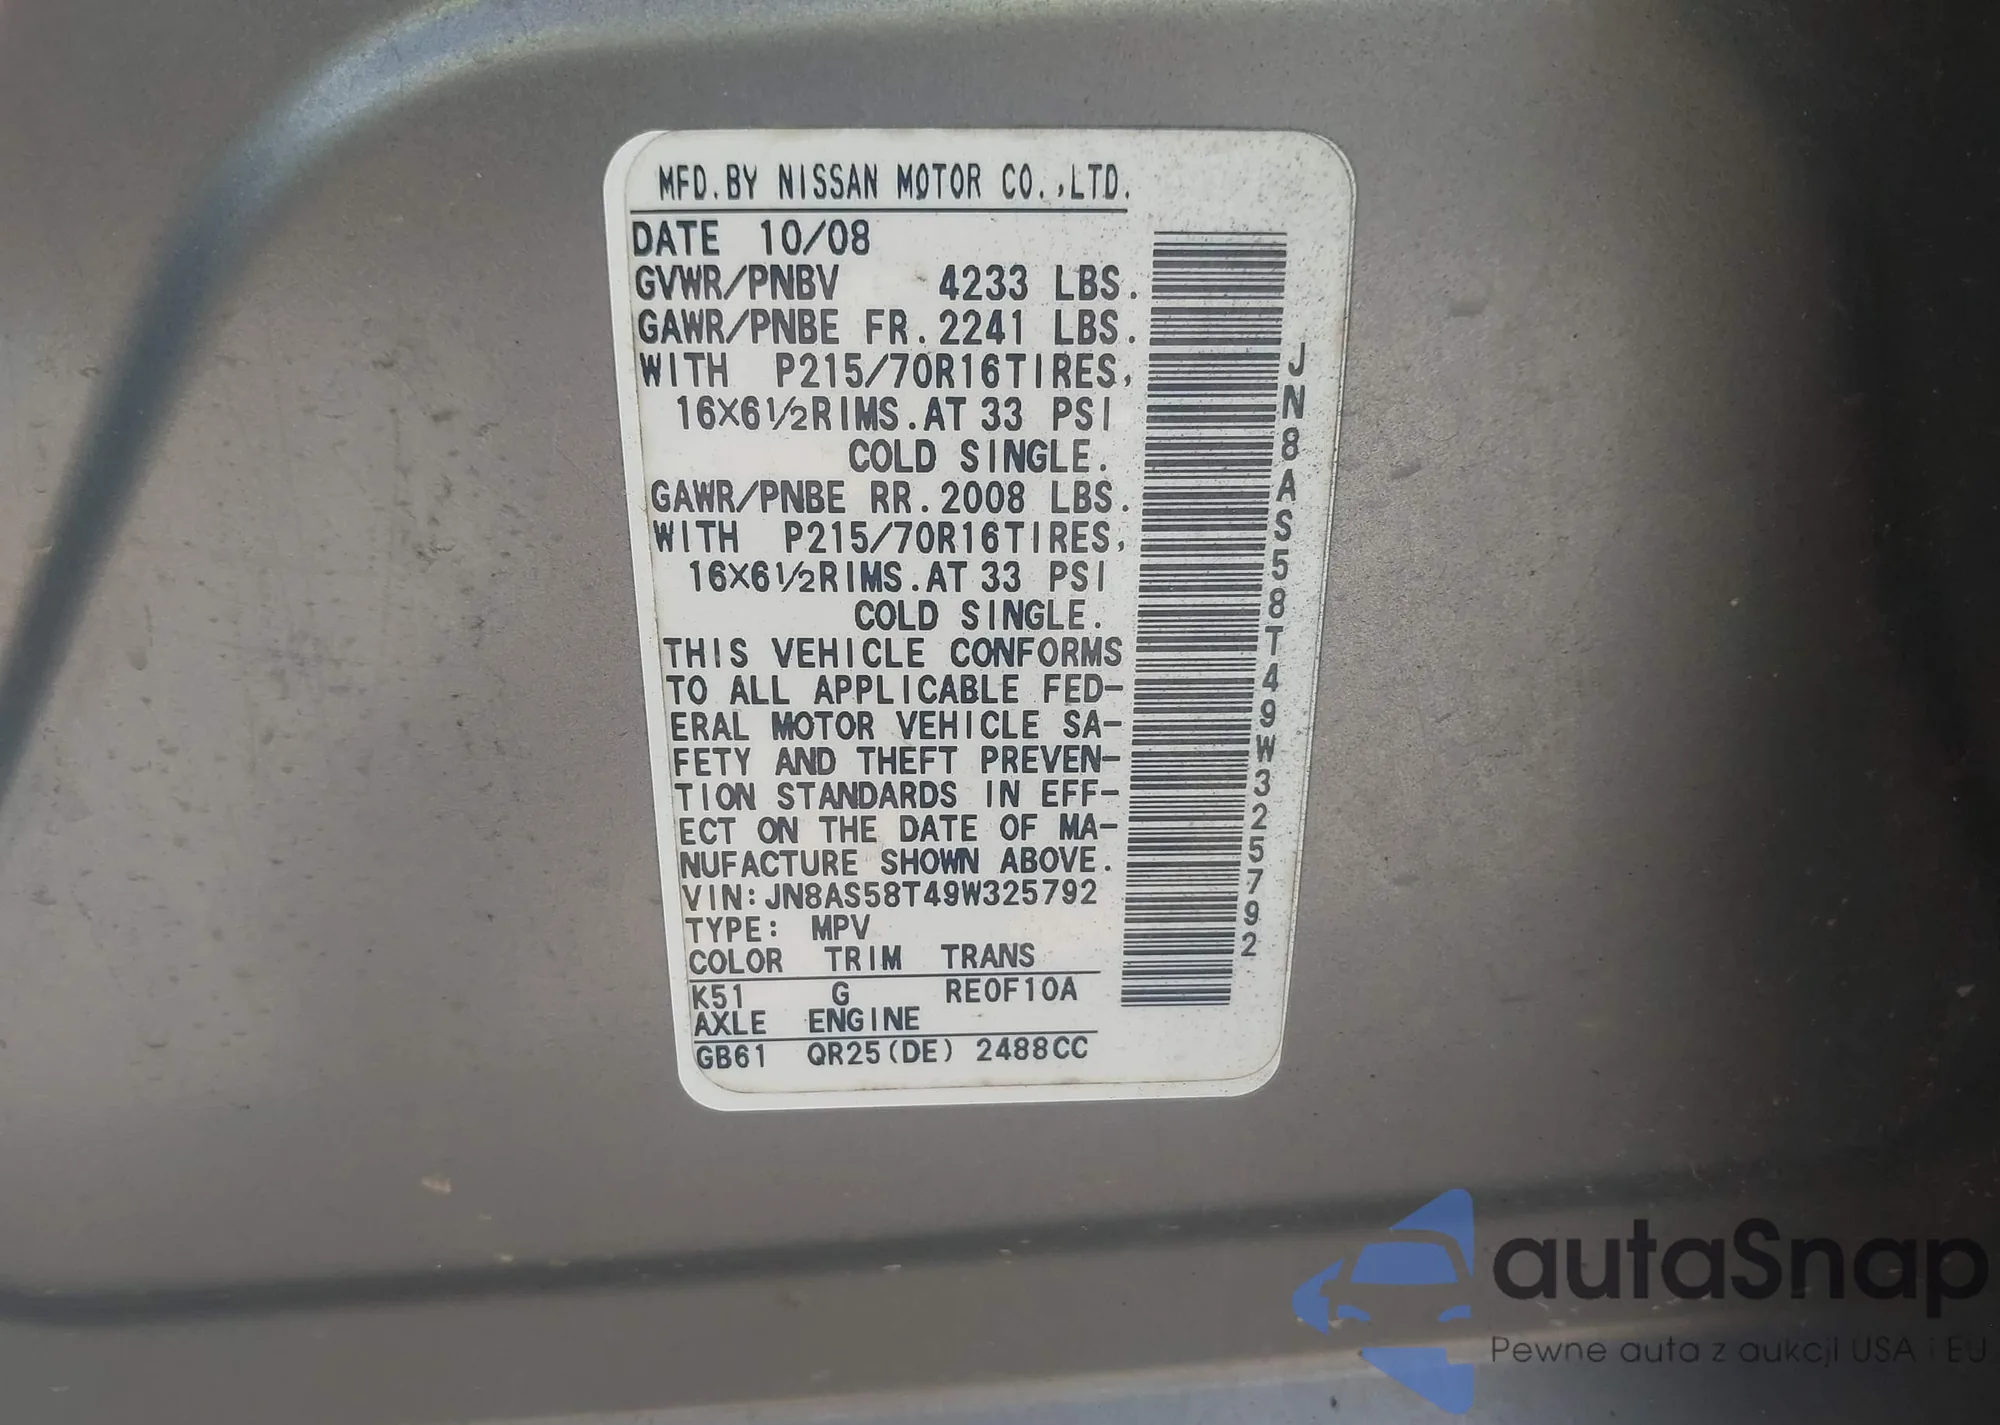 MFD.BY NISSAN MOTOR CO.,LTD.
DATE 10/08
GVWR/PNBV 4233 LBS.
GAWR/PNBE FR.2241 LBS.
WITH P215/70R16TIRES,
16X6½RIMS.AT 33 PSI
COLD SINGLE.
GAWR/PNBE RR.2008 LBS.
WITH P215/70R16TIRES,
16X6½RIMS.AT 33 PSI
COLD SINGLE.
THIS VEHICLE CONFORMS
TO ALL APPLICABLE FED-
ERAL MOTOR VEHICLE SA-
FETY AND THEFT PREVEN-
TION STANDARDS IN EFF-
ECT ON THE DATE OF MA-
NUFACTURE SHOWN ABOVE.
VIN:JN8AS58T49W325792
TYPE: MPV
COLOR TRIM TRANS
K51 G RE0F10A
AXLE ENGINE
GB61 QR25(DE) 2488CC
JN8AS58T49W325792
autaSnap
Pewne auta z aukcji USA i EU